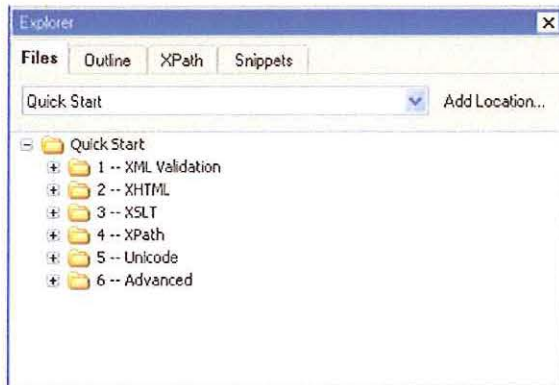 Explorer
Files Outline XPath Snippets
Quick Start Add Location...
Quick Start
1 -- XML Validation
2 -- XHTML
3 -- XSLT
4 -- XPath
5 -- Unicode
6 -- Advanced